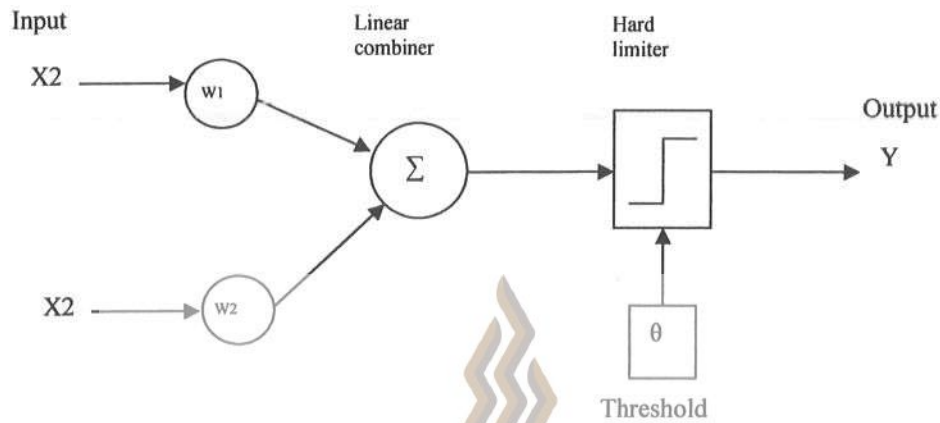 Input
Linear
combiner
Hard
limiter
X2
W1
Output
Σ
Y
X2
W2
θ
Threshold